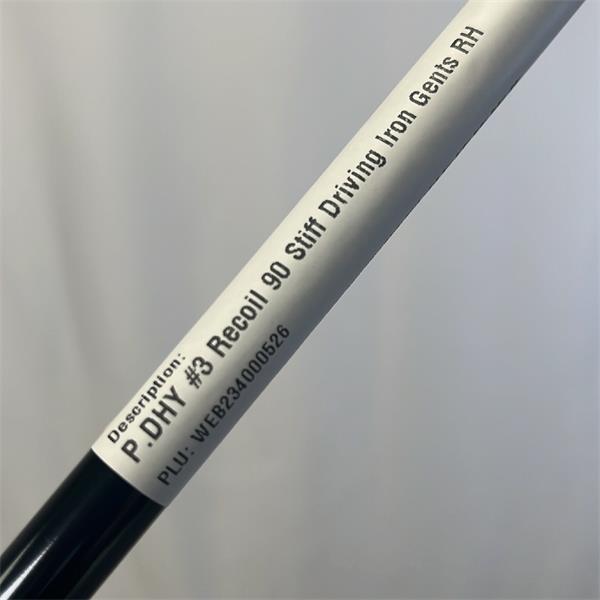 Description:
P.DHY #3 Recoil 90 Stiff Driving Iron Gents RH
PLU: WEB234000526